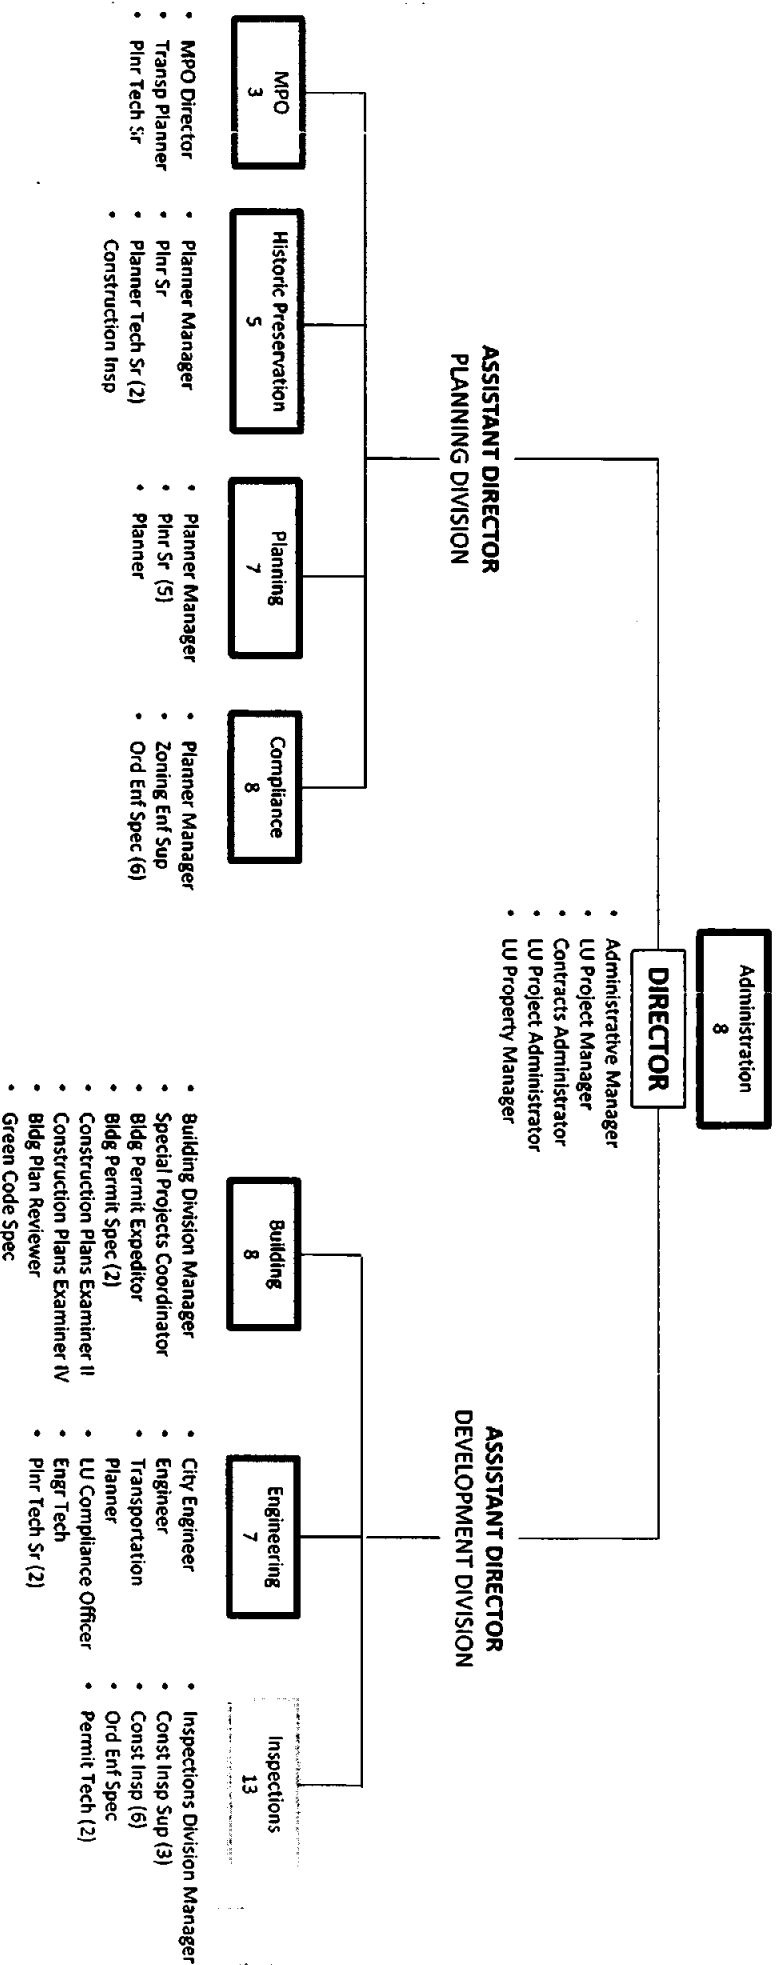 Administration
8
DIRECTOR
• Administrative Manager
• LU Project Manager
• Contracts Administrator
• LU Project Administrator
• LU Property Manager
ASSISTANT DIRECTOR
PLANNING DIVISION
ASSISTANT DIRECTOR
DEVELOPMENT DIVISION
MPO
3
• MPO Director
• Transp Planner
• Plnr Tech Sr
Historic Preservation
5
• Planner Manager
• Plnr Sr
• Planner Tech Sr (2)
• Construction Insp
Planning
7
• Planner Manager
• Plnr Sr (5)
• Planner
Compliance
8
• Planner Manager
• Zoning Enf Sup
• Ord Enf Spec (6)
Building
8
• Building Division Manager
• Special Projects Coordinator
• Bldg Permit Expeditor
• Bldg Permit Spec (2)
• Construction Plans Examiner II
• Construction Plans Examiner IV
• Bldg Plan Reviewer
• Green Code Spec
Engineering
7
• City Engineer
• Engineer
• Transportation
Planner
• LU Compliance Officer
• Engr Tech
• Plnr Tech Sr (2)
Inspections
13
• Inspections Division Manager
• Const Insp Sup (3)
• Const Insp (6)
• Ord Enf Spec
• Permit Tech (2)